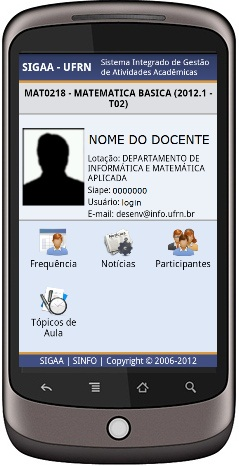 SIGAA - UFRN
Sistema Integrado de Gestão
de Atividades Acadêmicas
MAT0218 - MATEMATICA BASICA (2012.1 -
T02)
NOME DO DOCENTE
Lotação: DEPARTAMENTO DE
INFORMÁTICA E MATEMÁTICA
APLICADA
Siape: 0000000
Usuário: login
E-mail: desenv@info.ufrn.br
Frequência
Notícias
Participantes
Tópicos de
Aula
SIGAA | SINFO | Copyright © 2006-2012